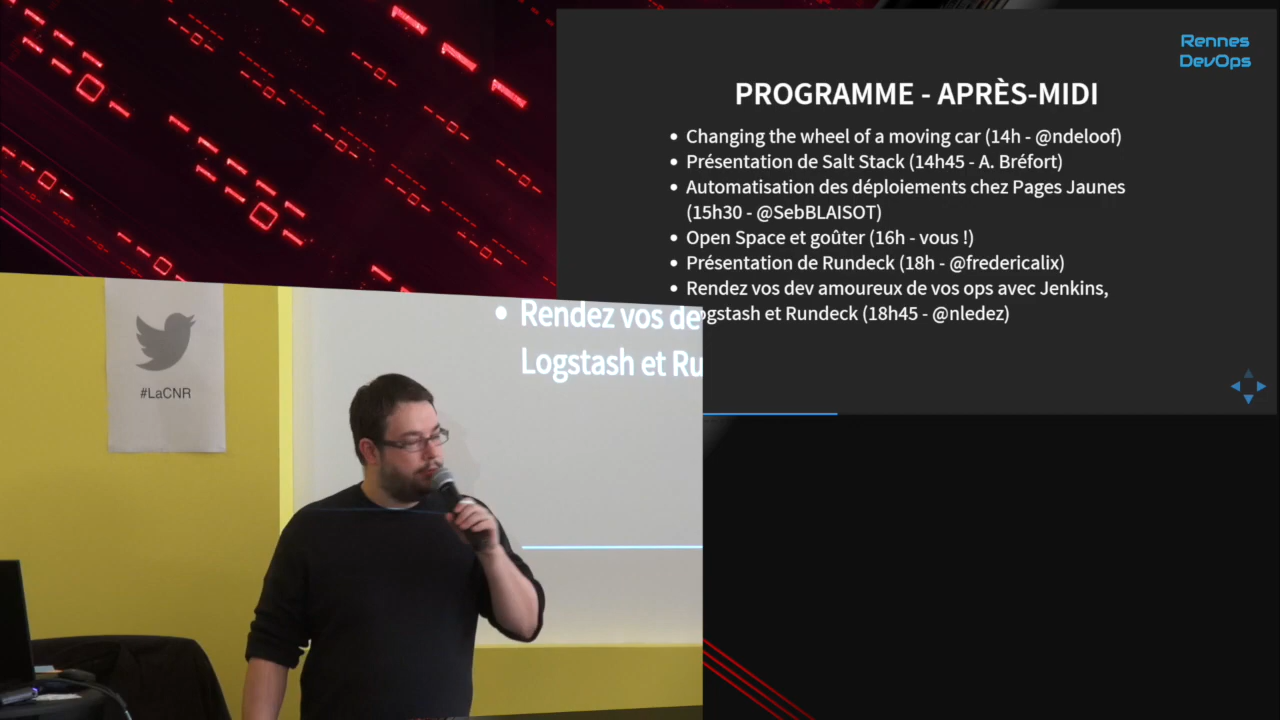 Rennes
DevOps
PROGRAMME - APRÈS-MIDI
• Changing the wheel of a moving car (14h - @ndeloof)
• Présentation de Salt Stack (14h45 - A. Bréfort)
• Automatisation des déploiements chez Pages Jaunes
(15h30 - @SebBLAISOT)
• Open Space et goûter (16h - vous !)
• Présentation de Rundeck (18h - @fredericalix)
• Rendez vos dev amoureux de vos ops avec Jenkins,
ogstash et Rundeck (18h45 - @nledez)
• Rendez vos de
Logstash et Ru
#LaCNR